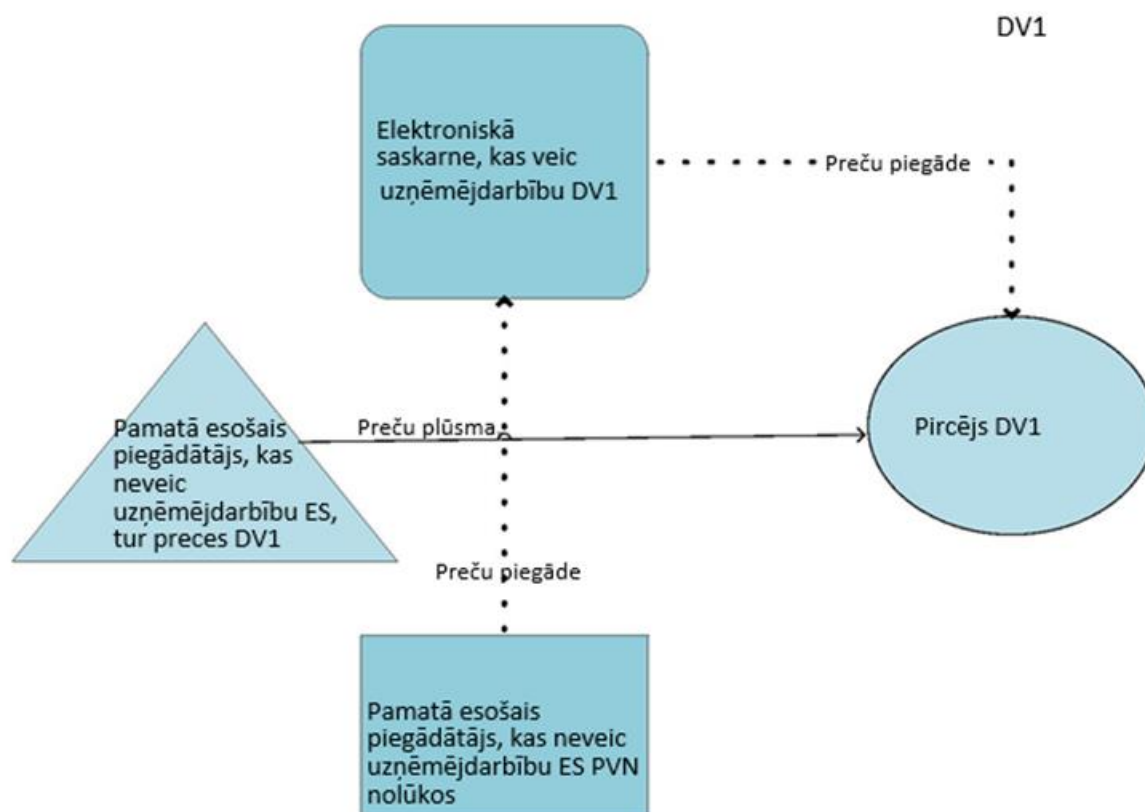 DV1
Elektroniskā
saskarne, kas veic
uzņēmējdarbību DV1
Preču piegāde
Pamatā esošais
piegādātājs, kas
neveic
uzņēmējdarbību ES,
tur preces DV1
Preču plūsma
Pircējs DV1
Preču piegāde
Pamatā esošais
piegādātājs, kas neveic
uzņēmējdarbību ES PVN
nolūkos